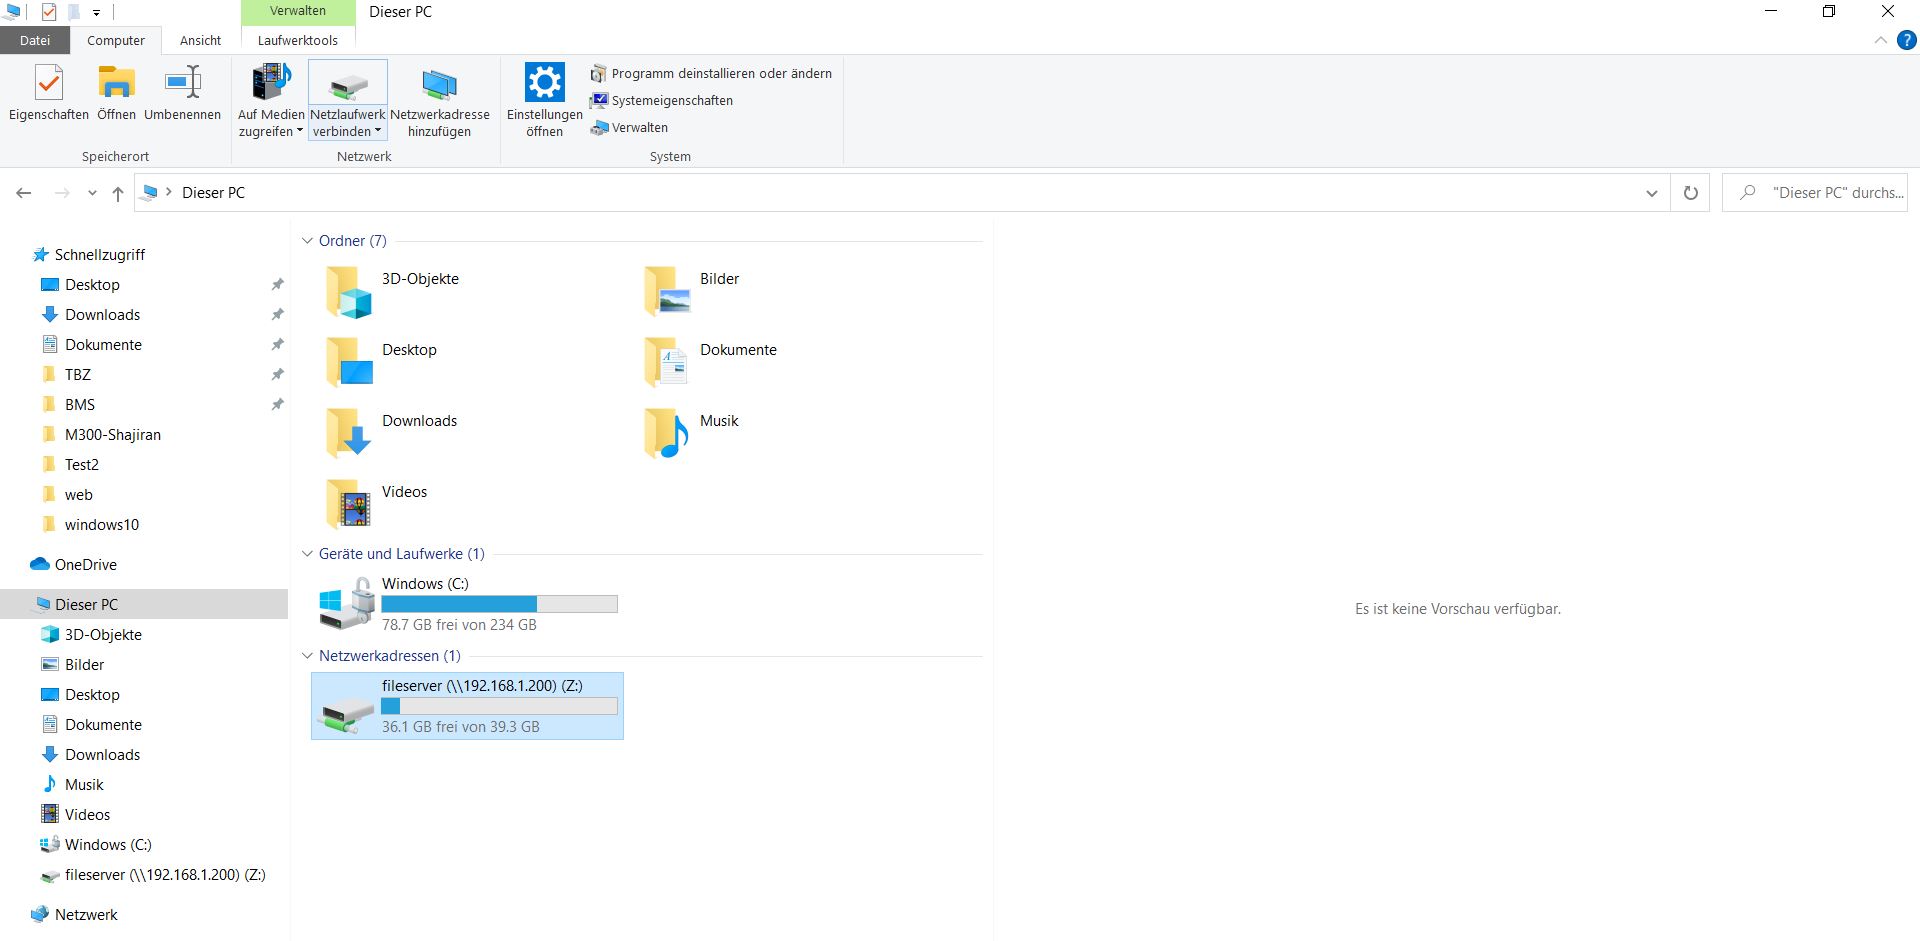 Verwalten
Dieser PC
Datei
Computer
Ansicht
Laufwerktools
Eigenschaften
Öffnen
Umbenennen
Auf Medien
zugreifen
Netzlaufwerk
verbinden
Netzwerkadresse
hinzufügen
Einstellungen
öffnen
Programm deinstallieren oder ändern
Systemeigenschaften
Verwalten
Speicherort
Netzwerk
System
Dieser PC
"Dieser PC" durchs...
Schnellzugriff
Desktop
Downloads
Dokumente
TBZ
BMS
M300-Shajiran
Test2
web
windows10
OneDrive
Dieser PC
3D-Objekte
Bilder
Desktop
Dokumente
Downloads
Musik
Videos
Windows (C:)
fileserver (\\192.168.1.200) (Z:)
Netzwerk
Ordner (7)
3D-Objekte
Bilder
Desktop
Dokumente
Downloads
Musik
Videos
Geräte und Laufwerke (1)
Windows (C:)
78.7 GB frei von 234 GB
Netzwerkadressen (1)
fileserver (\\192.168.1.200) (Z:)
36.1 GB frei von 39.3 GB
Es ist keine Vorschau verfügbar.